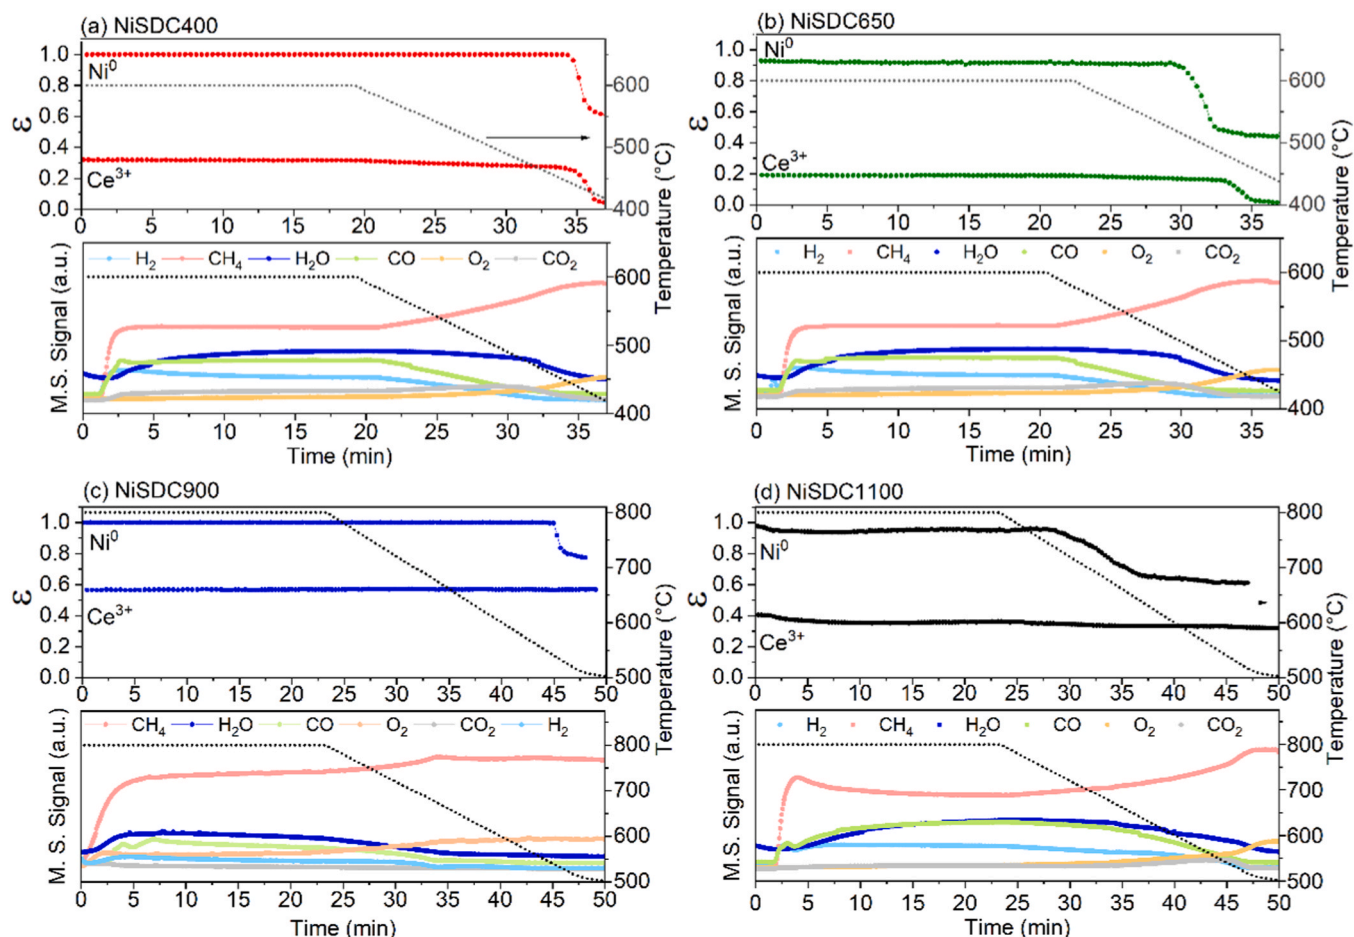 (a) NiSDC400
1.0
0.8
0.6
0.4
0.2
0.0
ε
Ni⁰
Ce³⁺
600
500
400
0 5 10 15 20 25 30 35
H₂ CH₄ H₂O CO O₂ CO₂
M.S. Signal (a.u.)
600
500
400
Temperature (°C)
0 5 10 15 20 25 30 35
Time (min)
(b) NiSDC650
1.0
0.8
0.6
0.4
0.2
0.0
ε
Ni⁰
Ce³⁺
600
500
400
0 5 10 15 20 25 30 35
H₂ CH₄ H₂O CO O₂ CO₂
M.S. Signal (a.u.)
600
500
400
Temperature (°C)
0 5 10 15 20 25 30 35
Time (min)
(c) NiSDC900
1.0
0.8
0.6
0.4
0.2
0.0
ε
Ni⁰
Ce³⁺
800
700
600
500
0 5 10 15 20 25 30 35 40 45 50
CH₄ H₂O CO O₂ CO₂ H₂
M. S. Signal (a.u.)
800
700
600
500
Temperature (°C)
0 5 10 15 20 25 30 35 40 45 50
Time (min)
(d) NiSDC1100
1.0
0.8
0.6
0.4
0.2
0.0
ε
Ni⁰
Ce³⁺
800
700
600
500
0 5 10 15 20 25 30 35 40 45 50
H₂ CH₄ H₂O CO O₂ CO₂
M.S. Signal (a.u.)
800
700
600
500
Temperature (°C)
0 5 10 15 20 25 30 35 40 45 50
Time (min)